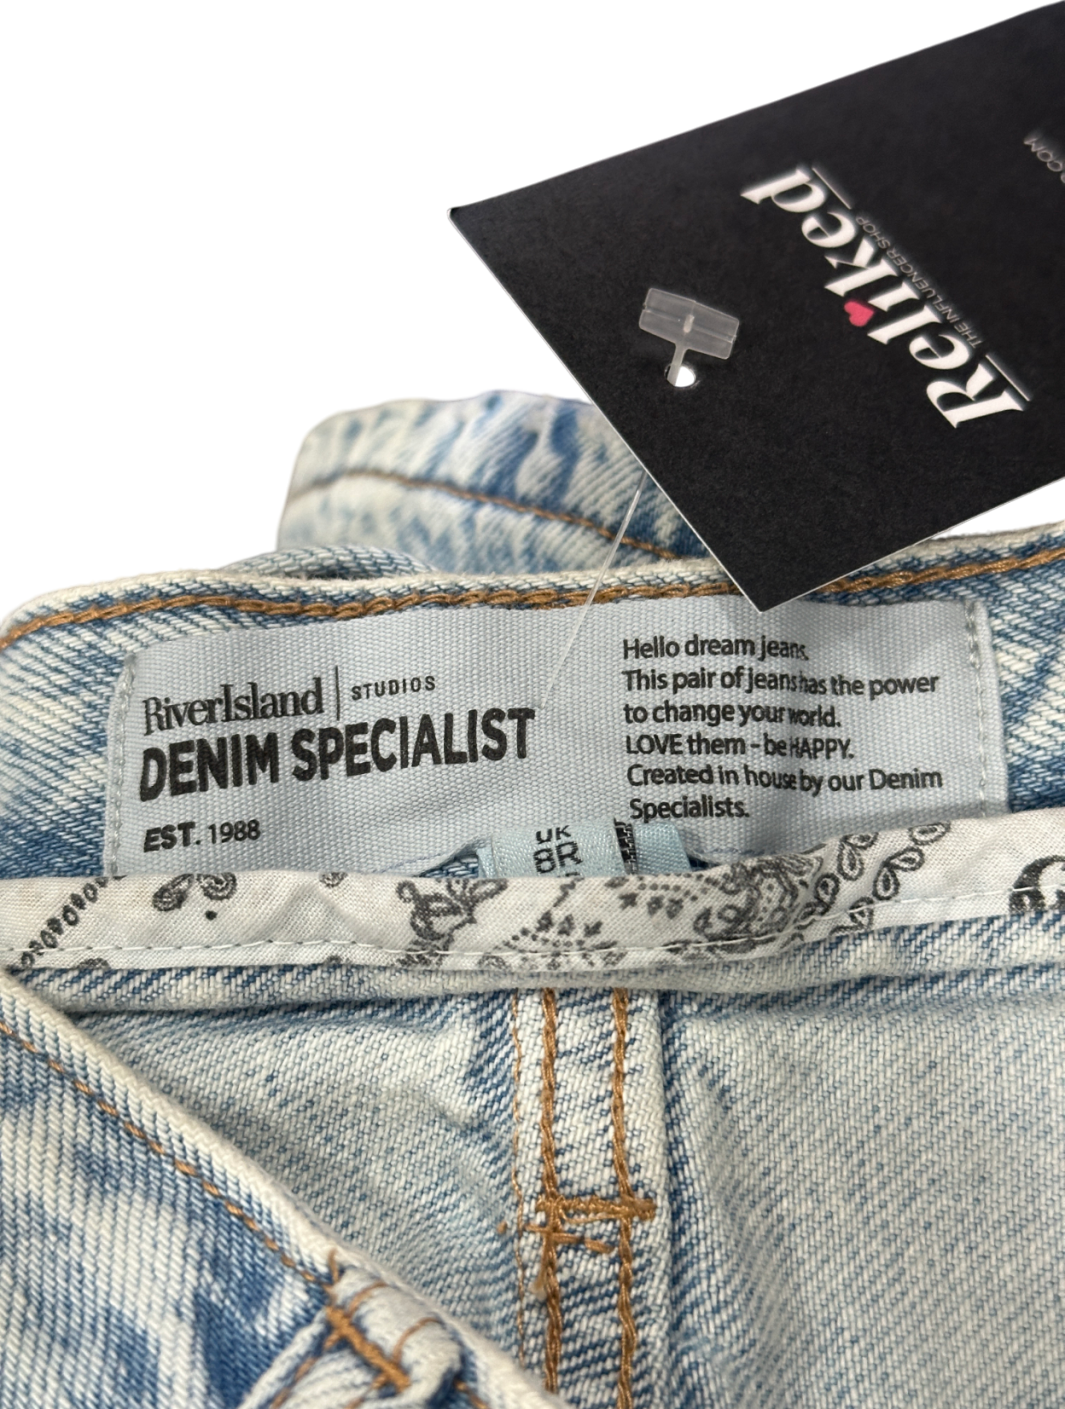 Reliked
THE INFLUENCER SHOP
.COM
RiverIsland | STUDIOS
DENIM SPECIALIST
EST. 1988
Hello dream jeans,
This pair of jeans has the power
to change your world.
LOVE them - be HAPPY.
Created in house by our Denim
Specialists.
UK
8R